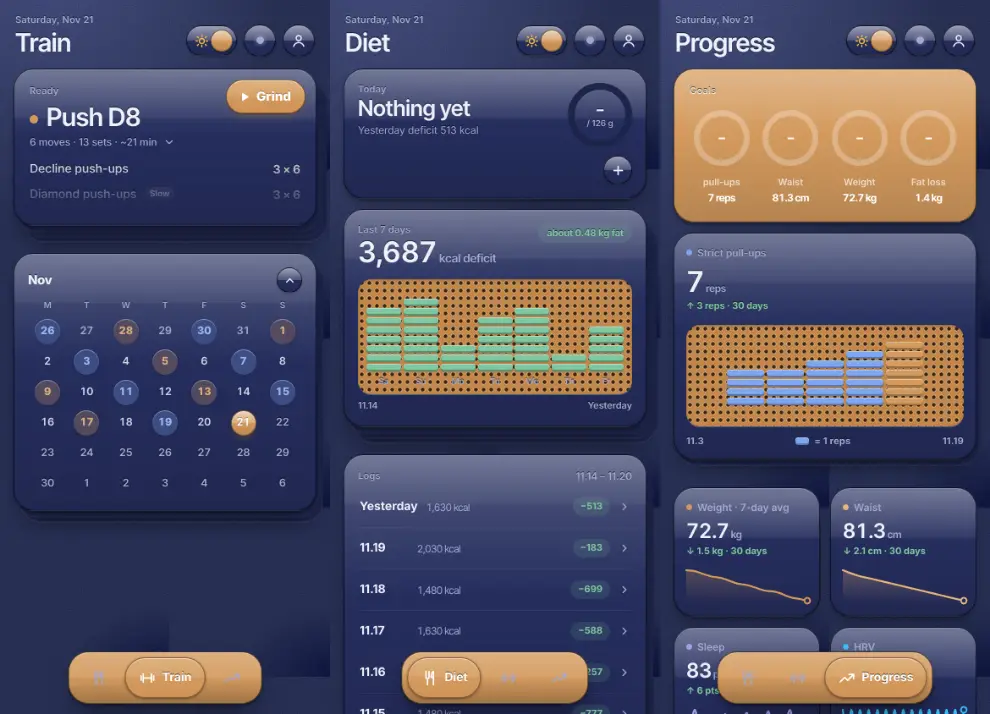 Saturday, Nov 21
Train
Ready
Grind
Push D8
6 moves · 13 sets · ~21 min
Decline push-ups 3 × 6
Diamond push-ups Slow 3 × 6
Nov
M T W T F S S
26 27 28 29 30 31 1
2 3 4 5 6 7 8
9 10 11 12 13 14 15
16 17 18 19 20 21 22
23 24 25 26 27 28 29
30 1 2 3 4 5 6
Train
Saturday, Nov 21
Diet
Today
Nothing yet
Yesterday deficit 513 kcal
-
/ 126 g
Last 7 days
about 0.48 kg fat
3,687 kcal deficit
11.14 Yesterday
Logs 11.14 – 11.20
Yesterday 1,630 kcal −513
11.19 2,030 kcal −183
11.18 1,480 kcal −699
11.17 1,630 kcal −588
11.16 257
11.15 1,480 kcal −777
Diet
Saturday, Nov 21
Progress
Goals
- - - -
pull-ups Waist Weight Fat loss
7 reps 81.3 cm 72.7 kg 1.4 kg
Strict pull-ups
7 reps
↑ 3 reps · 30 days
11.3 = 1 reps 11.19
Weight · 7-day avg
72.7 kg
↓ 1.5 kg · 30 days
Waist
81.3 cm
↓ 2.1 cm · 30 days
Sleep
83
↑ 6 pts
HRV
Progress